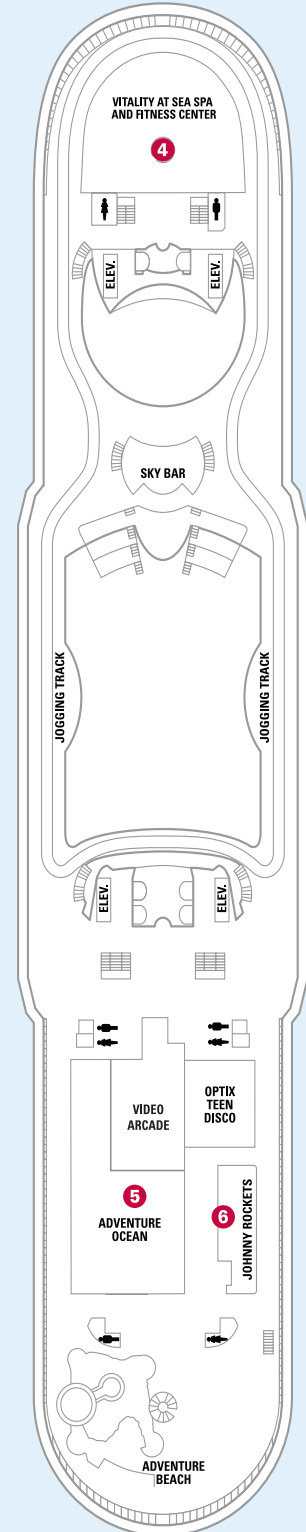 VITALITY AT SEA SPA
AND FITNESS CENTER
4
ELEV.
ELEV.
SKY BAR
JOGGING TRACK
JOGGING TRACK
ELEV.
ELEV.
VIDEO
ARCADE
OPTIX
TEEN
DISCO
5
ADVENTURE
OCEAN
6
JOHNNY ROCKETS
ADVENTURE
BEACH